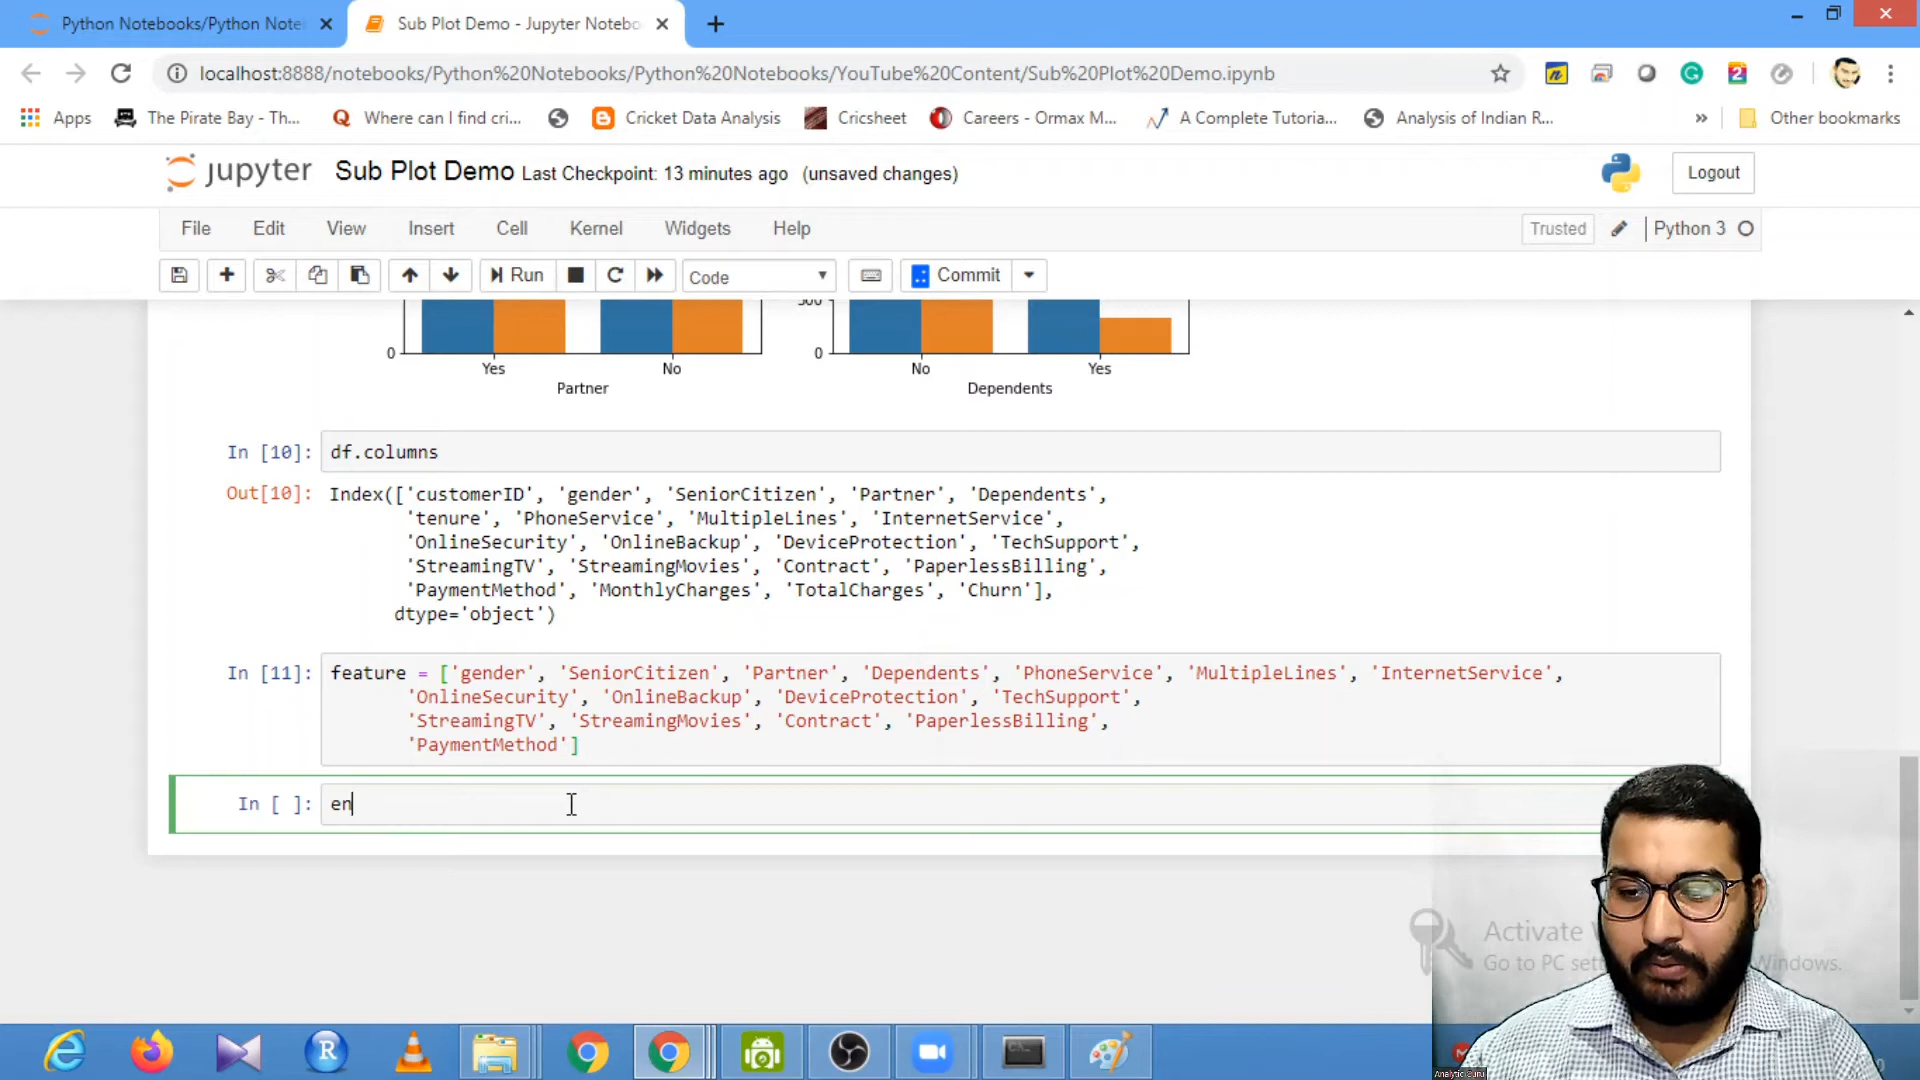 Python Notebooks/Python Note
Sub Plot Demo - Jupyter Notebo
localhost:8888/notebooks/Python%20Notebooks/Python%20Notebooks/YouTube%20Content/Sub%20Plot%20Demo.ipynb
Apps The Pirate Bay - Th... Where can I find cri... Cricket Data Analysis Cricsheet Careers - Ormax M... A Complete Tutoria... Analysis of Indian R... » Other bookmarks
jupyter Sub Plot Demo Last Checkpoint: 13 minutes ago (unsaved changes) Logout
File Edit View Insert Cell Kernel Widgets Help Trusted Python 3
Run Code Commit
500
0 0
Yes No No Yes
Partner Dependents
In [10]: df.columns
Out[10]: Index(['customerID', 'gender', 'SeniorCitizen', 'Partner', 'Dependents',
'tenure', 'PhoneService', 'MultipleLines', 'InternetService',
'OnlineSecurity', 'OnlineBackup', 'DeviceProtection', 'TechSupport',
'StreamingTV', 'StreamingMovies', 'Contract', 'PaperlessBilling',
'PaymentMethod', 'MonthlyCharges', 'TotalCharges', 'Churn'],
dtype='object')
In [11]: feature = ['gender', 'SeniorCitizen', 'Partner', 'Dependents', 'PhoneService', 'MultipleLines', 'InternetService',
'OnlineSecurity', 'OnlineBackup', 'DeviceProtection', 'TechSupport',
'StreamingTV', 'StreamingMovies', 'Contract', 'PaperlessBilling',
'PaymentMethod']
In [ ]: en
Activate
Go to PC Windows.